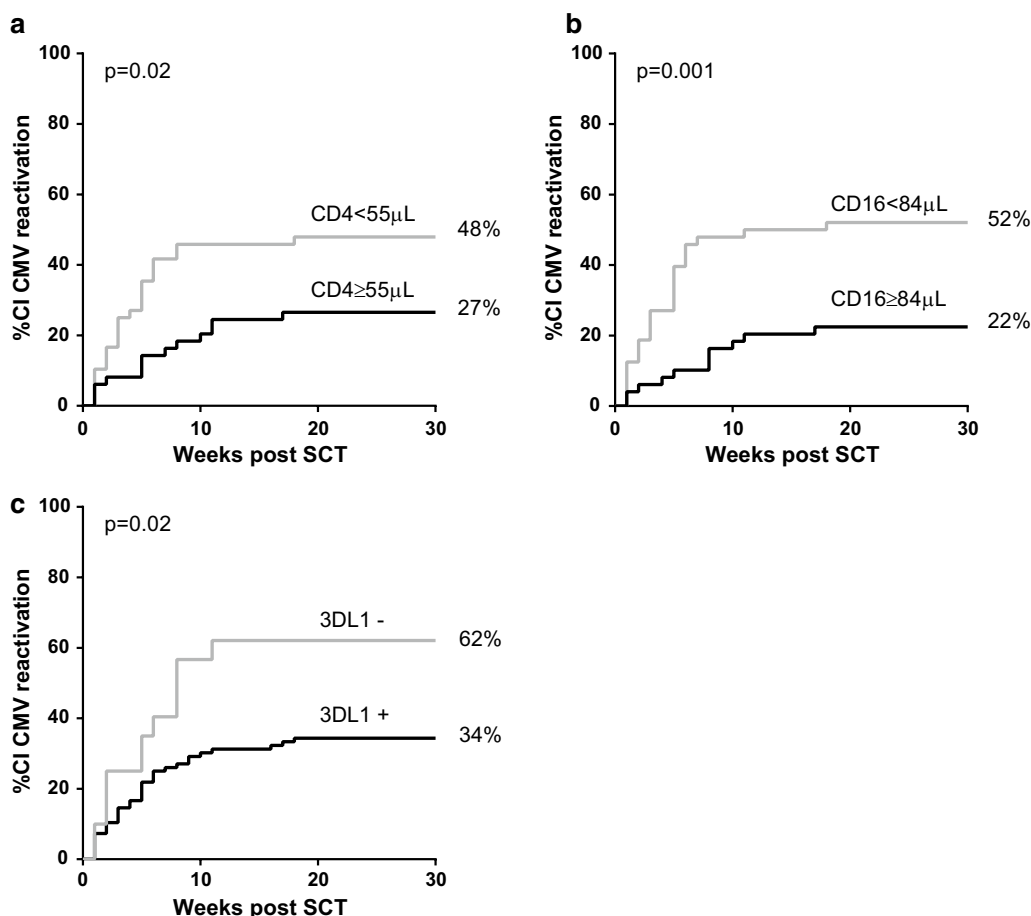 a
p=0.02
%CI CMV reactivation
100
80
60
40
20
0
CD4<55µL
48%
CD4≥55µL
27%
0 10 20 30
Weeks post SCT
b
p=0.001
%CI CMV reactivation
100
80
60
40
20
0
CD16<84µL
52%
CD16≥84µL
22%
0 10 20 30
Weeks post SCT
c
p=0.02
%CI CMV reactivation
100
80
60
40
20
0
3DL1 -
62%
3DL1 +
34%
0 10 20 30
Weeks post SCT